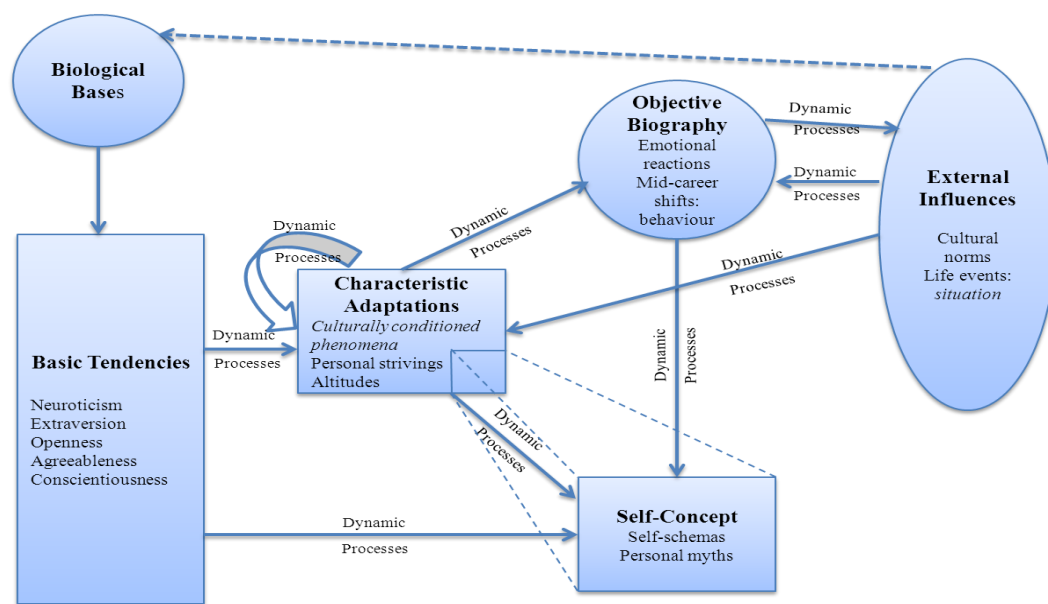 Biological
Bases
Objective
Biography
Emotional
reactions
Mid-career
shifts:
behaviour
Dynamic
Processes
Dynamic
Processes
External
Influences
Cultural
norms
Life events:
situation
Dynamic
Processes
Dynamic
Processes
Dynamic
Processes
Characteristic
Adaptations
Culturally conditioned
phenomena
Personal strivings
Altitudes
Dynamic
Processes
Basic Tendencies
Neuroticism
Extraversion
Openness
Agreeableness
Conscientiousness
Dynamic
Processes
Dynamic
Processes
Dynamic
Processes
Self-Concept
Self-schemas
Personal myths